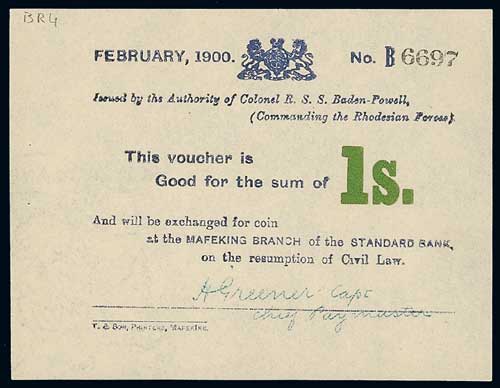 BR4
FEBRUARY, 1900. No. B 6697
Issued by the Authority of Colonel R. S. S. Baden-Powell,
(Commanding the Rhodesian Forces).
This voucher is
Good for the sum of 1s.
And will be exchanged for coin
at the MAFEKING BRANCH of the STANDARD BANK,
on the resumption of Civil Law.
HGreener Capt
Chief Paymaster
T. & SON, PRINTERS, MAFEKING.